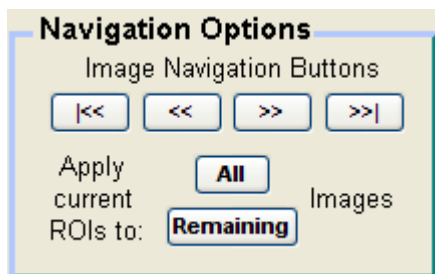 Navigation Options
Image Navigation Buttons
|<< << >> >>|
Apply
current
ROIs to:
All
Remaining
Images